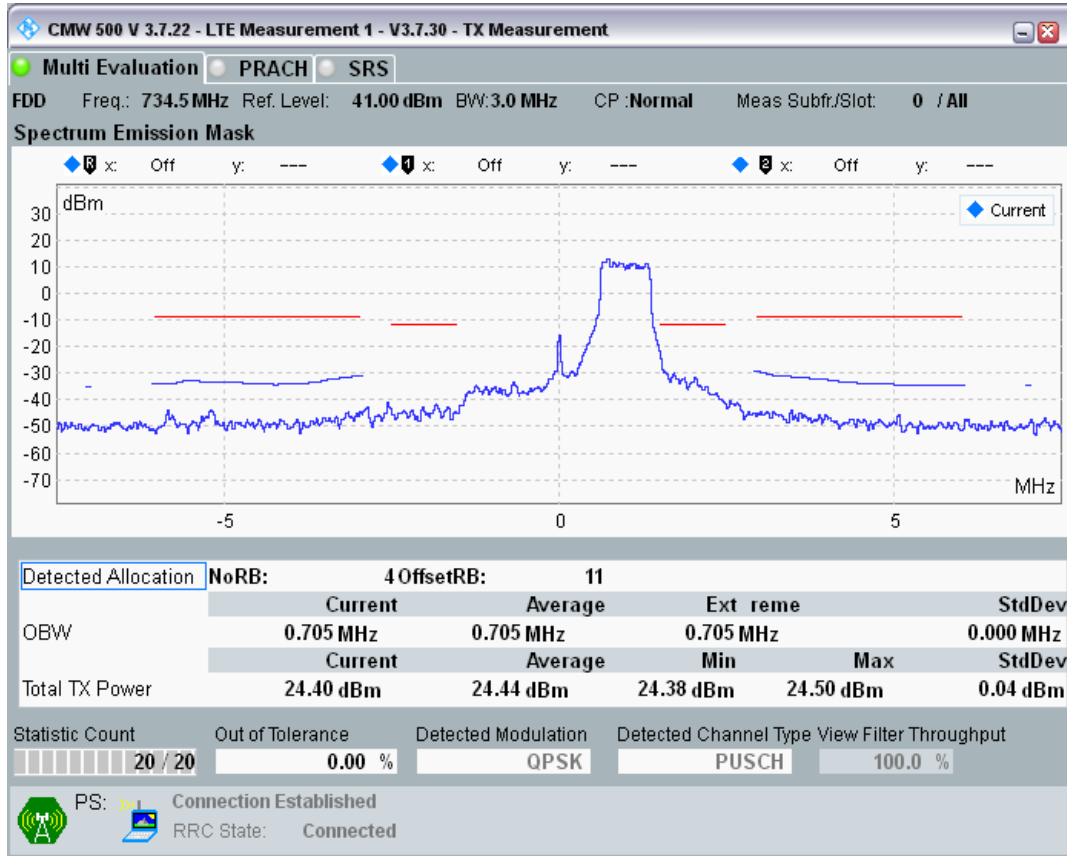 CMW 500 V 3.7.22 - LTE Measurement 1 - V3.7.30 - TX Measurement
Multi Evaluation PRACH SRS
FDD Freq.: 734.5 MHz Ref. Level: 41.00 dBm BW: 3.0 MHz CP : Normal Meas Subfr./Slot: 0 / All
Spectrum Emission Mask
R x: Off y: --- 1 x: Off y: --- 2 x: Off y: ---
dBm
Current
30
20
10
0
-10
-20
-30
-40
-50
-60
-70
MHz
-5 0 5
Detected Allocation NoRB: 4 OffsetRB: 11
Current Average Ext reme StdDev
OBW 0.705 MHz 0.705 MHz 0.705 MHz 0.000 MHz
Current Average Min Max StdDev
Total TX Power 24.40 dBm 24.44 dBm 24.38 dBm 24.50 dBm 0.04 dBm
Statistic Count Out of Tolerance Detected Modulation Detected Channel Type View Filter Throughput
20 / 20 0.00 % QPSK PUSCH 100.0 %
PS: Connection Established
RRC State: Connected